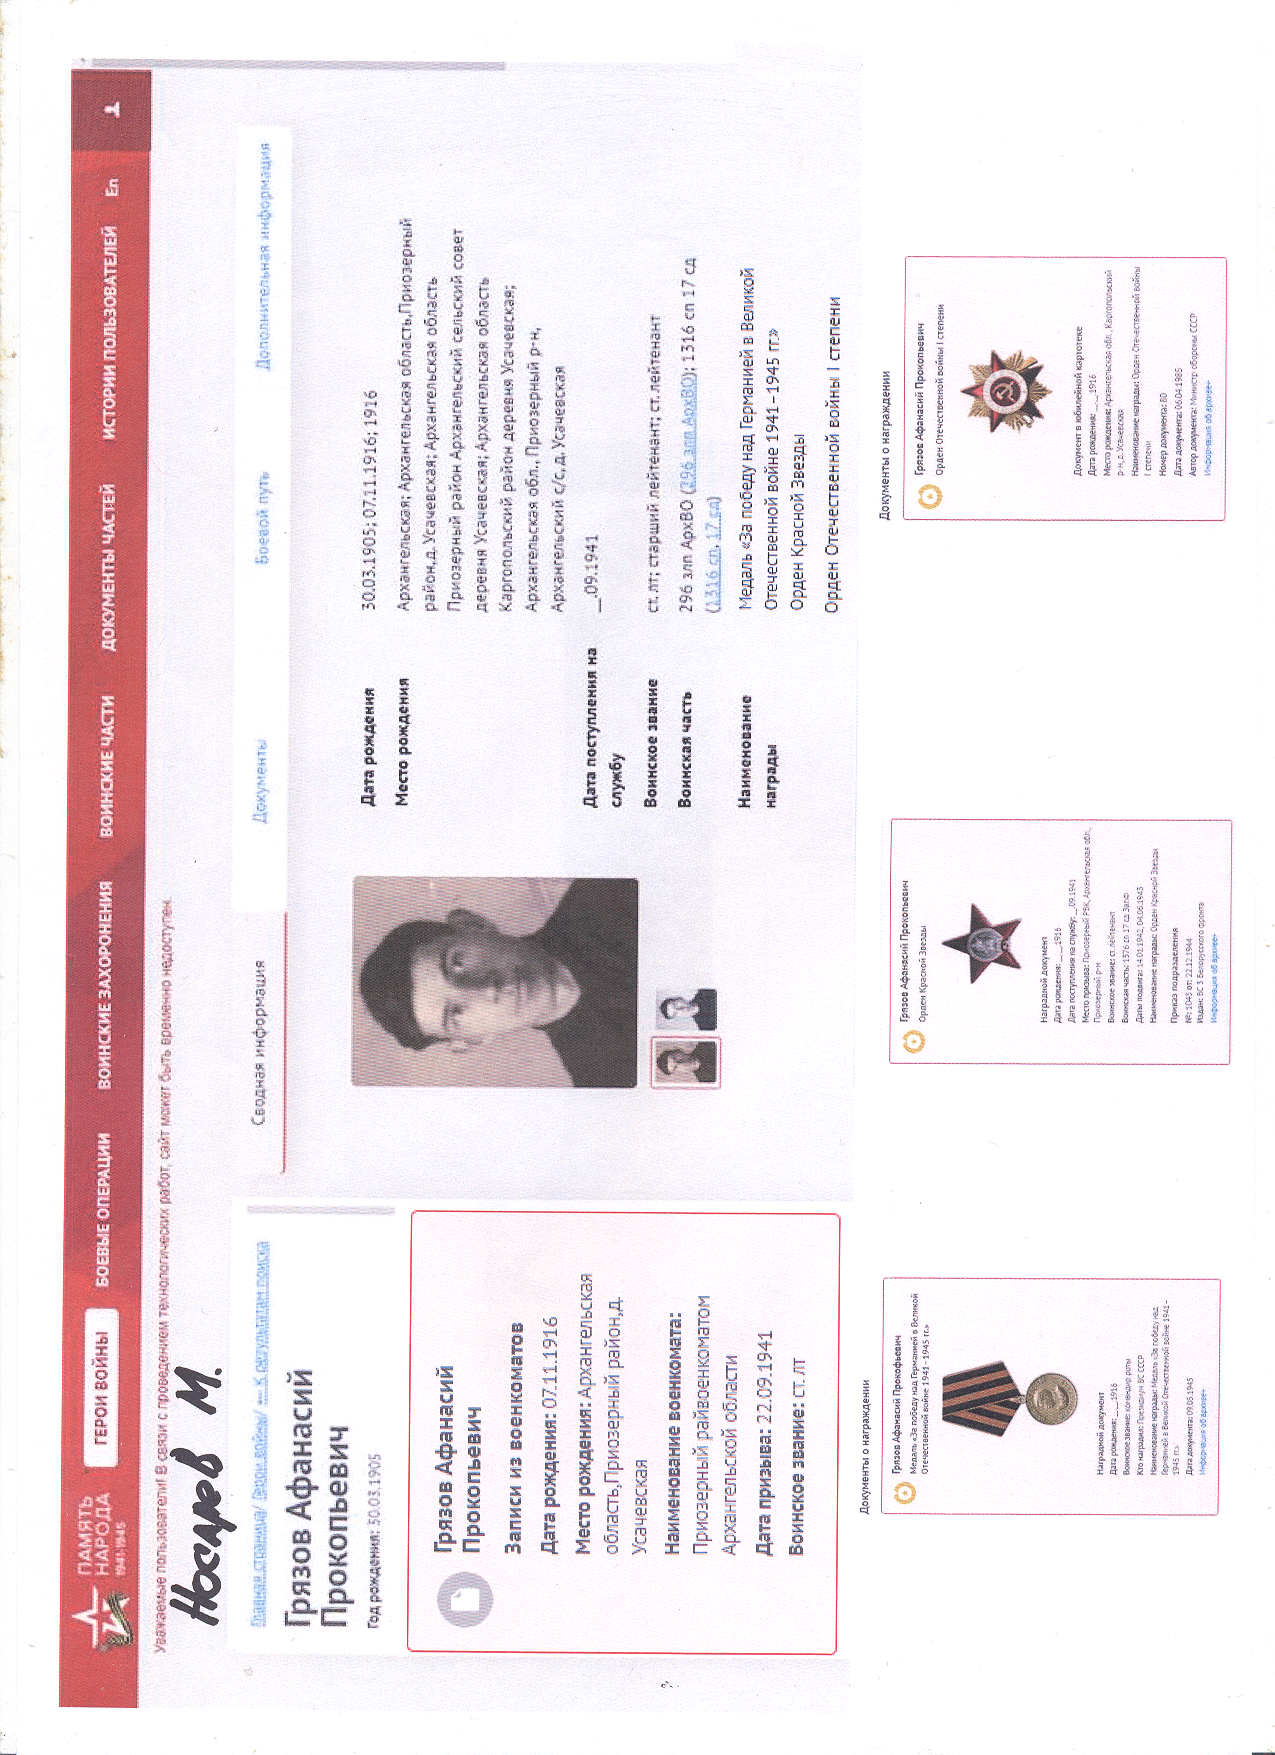 ПАМЯТЬ
НАРОДА
1941-1945
ГЕРОИ ВОЙНЫ
БОЕВЫЕ ОПЕРАЦИИ
ВОИНСКИЕ ЗАХОРОНЕНИЯ
ВОИНСКИЕ ЧАСТИ
ДОКУМЕНТЫ ЧАСТЕЙ
ИСТОРИИ ПОЛЬЗОВАТЕЛЕЙ
En
Уважаемые пользователи! В связи с проведением технологических работ, сайт может быть временно недоступен.
М.
Главная страница/ Герои войны/ ← К результатам поиска
Грязов Афанасий
Прокопьевич
Год рождения: 30.03.1905
Грязов Афанасий
Прокопьевич
Записи из военкоматов
Дата рождения: 07.11.1916
Место рождения: Архангельская
область,Приозерный район,д.
Усачевская
Наименование военкомата:
Приозерный райвоенкоматом
Архангельской области
Дата призыва: 22.09.1941
Воинское звание: ст. лт
Сводная информация
Документы
Боевой путь
Дополнительная информация
Дата рождения
30.03.1905; 07.11.1916; 1916
Место рождения
Архангельская; Архангельская область,Приозерный
район,д. Усачевская; Архангельская область
Приозерный район Архангельский сельский совет
деревня Усачевская; Архангельская область
Каргопольский район деревня Усачевская;
Архангельская обл., Приозерный р-н,
Архангельский с/с, д. Усачевская
Дата поступления на
службу
__.09.1941
Воинское звание
ст. лт; старший лейтенант; ст. лейтенант
Воинская часть
296 зпп АрхВО (296 зпп АрхВО); 1316 сп 17 сд
(1316 сп, 17 сд)
Наименование
награды
Медаль «За победу над Германией в Великой
Отечественной войне 1941–1945 гг.»
Орден Красной Звезды
Орден Отечественной войны I степени
Документы о награждении
Грязов Афанасий Прокофьевич
Медаль «За победу над Германией в Великой
Отечественной войне 1941–1945 гг.»
Наградной документ
Дата рождения: __.__.1916
Воинское звание: командир роты
Кто наградил: Президиум ВС СССР
Наименование награды: Медаль «За победу над
Германией в Великой Отечественной войне 1941–
1945 гг.»
Дата документа: 09.05.1945
Информация об архиве+
Грязов Афанасий Прокопьевич
Орден Красной Звезды
Наградной документ
Дата рождения: __.__.1916
Дата поступления на службу: __.09.1941
Место призыва: Приозерный РВК, Архангельская обл.,
Приозерный р-н
Воинское звание: ст. лейтенант
Воинская часть: 1316 сп 17 сд ЗапФ
Даты подвига: 14.01.1942, 04.06.1943
Наименование награды: Орден Красной Звезды
Приказ подразделения
№: 1043 от: 22.12.1944
Издан: ВС 3 Белорусского фронта
Информация об архиве+
Документы о награждении
Грязов Афанасий Прокопьевич
Орден Отечественной войны I степени
Документ в юбилейной картотеке
Дата рождения: __.__.1916
Место рождения: Архангельская обл., Каргопольский
р-н, д. Усачевская
Наименование награды: Орден Отечественной войны
I степени
Номер документа: 80
Дата документа: 06.04.1985
Автор документа: Министр обороны СССР
Информация об архиве+